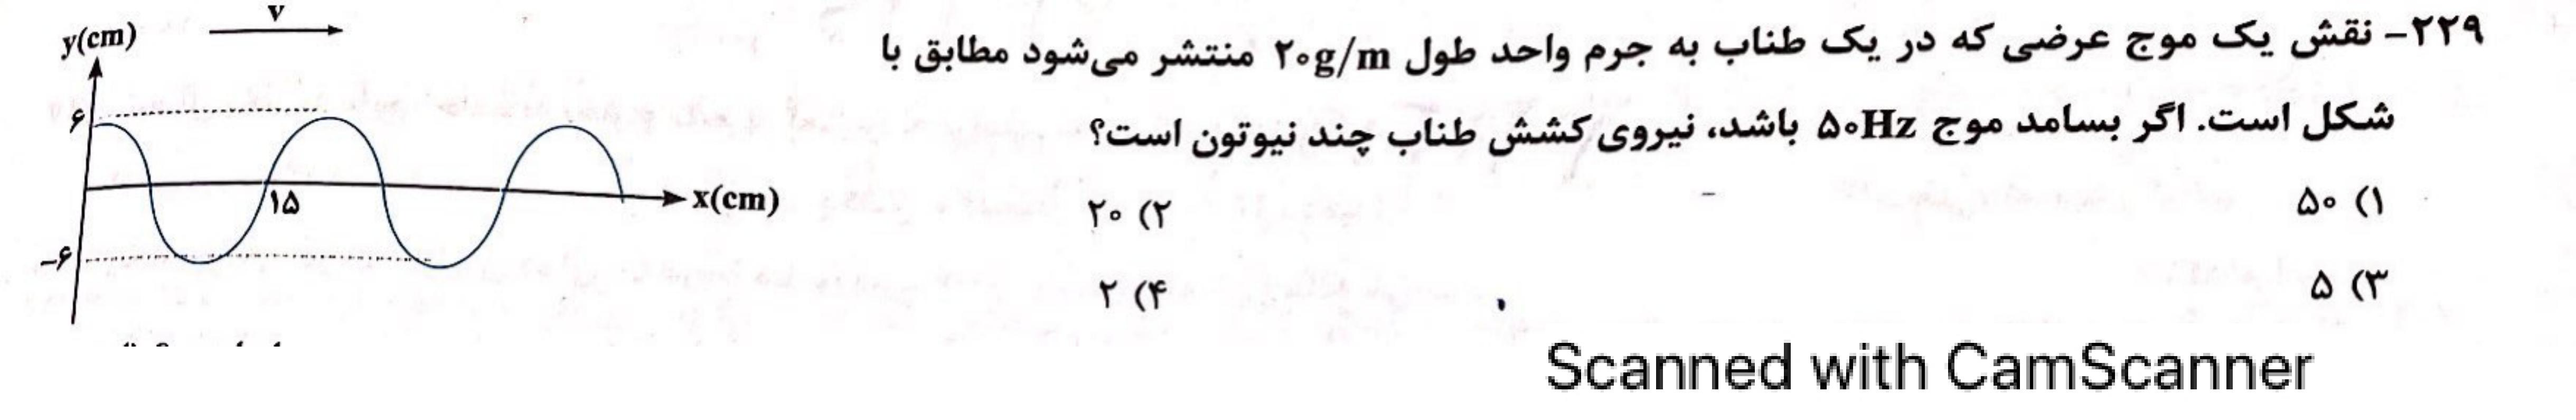 ۲۲۹- نقش یک موج عرضی که در یک طناب به جرم واحد طول ۲۰g/m منتشر می‌شود مطابق با
شکل است. اگر بسامد موج ۵۰Hz باشد، نیروی کشش طناب چند نیوتون است؟
۱) ۵۰
۲) ۲۰
۳) ۵
۴) ۲
v
y(cm)
۶
۱۵
x(cm)
-۶
Scanned with CamScanner